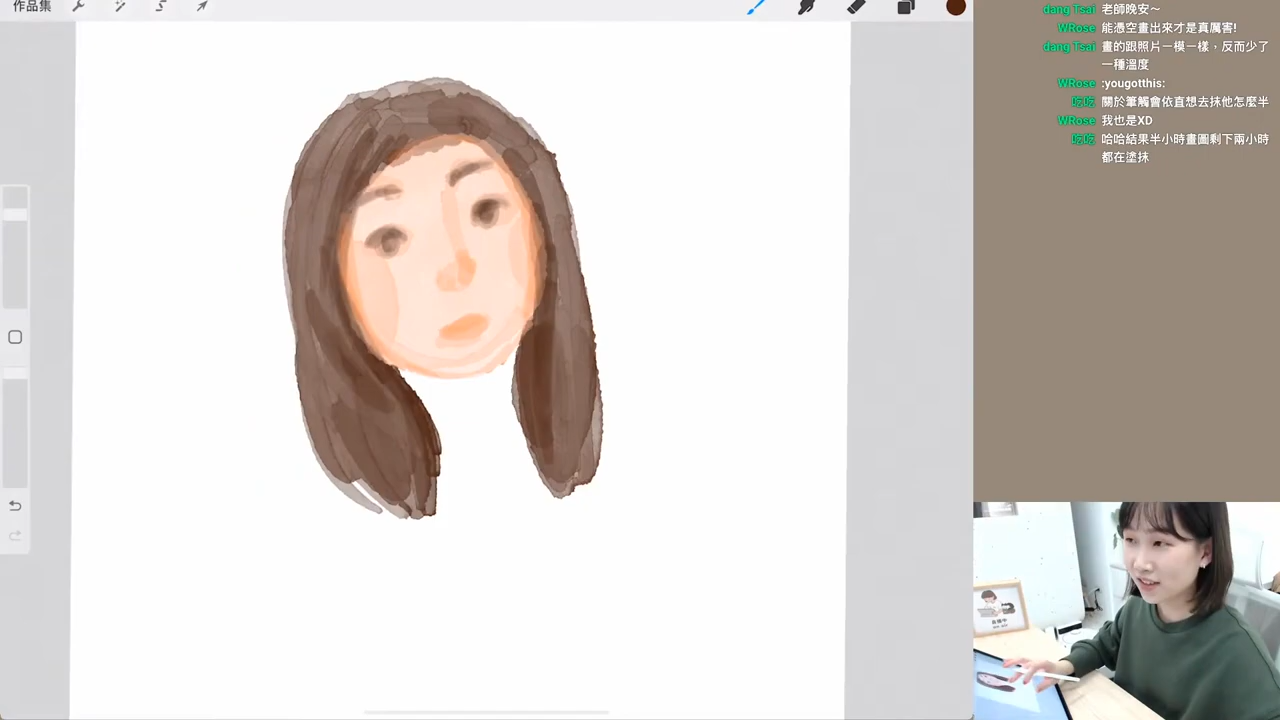 作品集
dang Tsai 老師晚安～
WRose 能憑空畫出來才是真厲害!
dang Tsai 畫的跟照片一模一樣，反而少了
一種溫度
WRose :yougotthis:
吃吃 關於筆觸會依直想去抹他怎麼半
WRose 我也是XD
吃吃 哈哈結果半小時畫圖剩下兩小時
都在塗抹